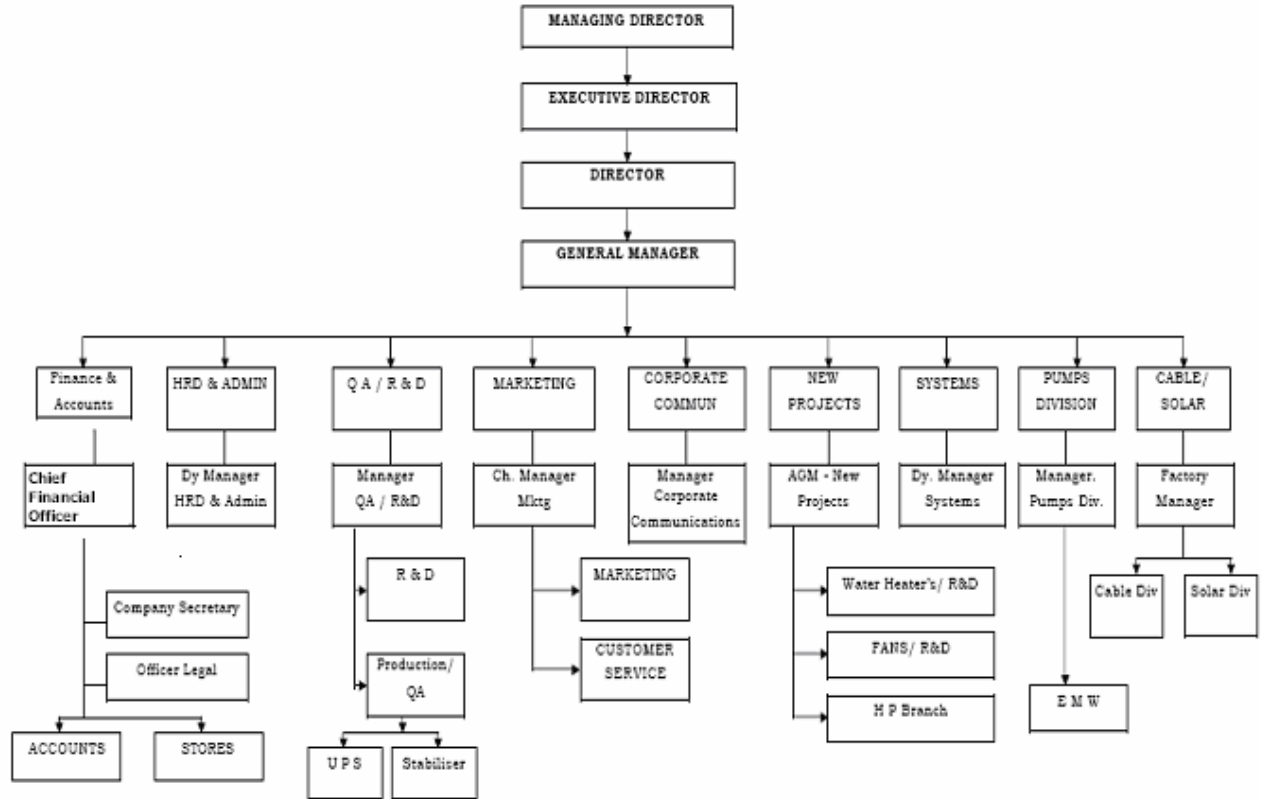 MANAGING DIRECTOR
EXECUTIVE DIRECTOR
DIRECTOR
GENERAL MANAGER
Finance &
Accounts
HRD & ADMIN
Q A / R & D
MARKETING
CORPORATE
COMMUN
NEW
PROJECTS
SYSTEMS
PUMPS
DIVISION
CABLE/
SOLAR
Chief
Financial
Officer
Dy Manager
HRD & Admin
Manager
QA / R&D
Ch. Manager
Mktg
Manager
Corporate
Communications
AGM - New
Projects
Dy. Manager
Systems
Manager.
Pumps Div.
Factory
Manager
Company Secretary
Officer Legal
ACCOUNTS
STORES
R & D
Production/
QA
U P S
Stabiliser
MARKETING
CUSTOMER
SERVICE
Water Heater's/ R&D
FANS/ R&D
H P Branch
E M W
Cable Div
Solar Div